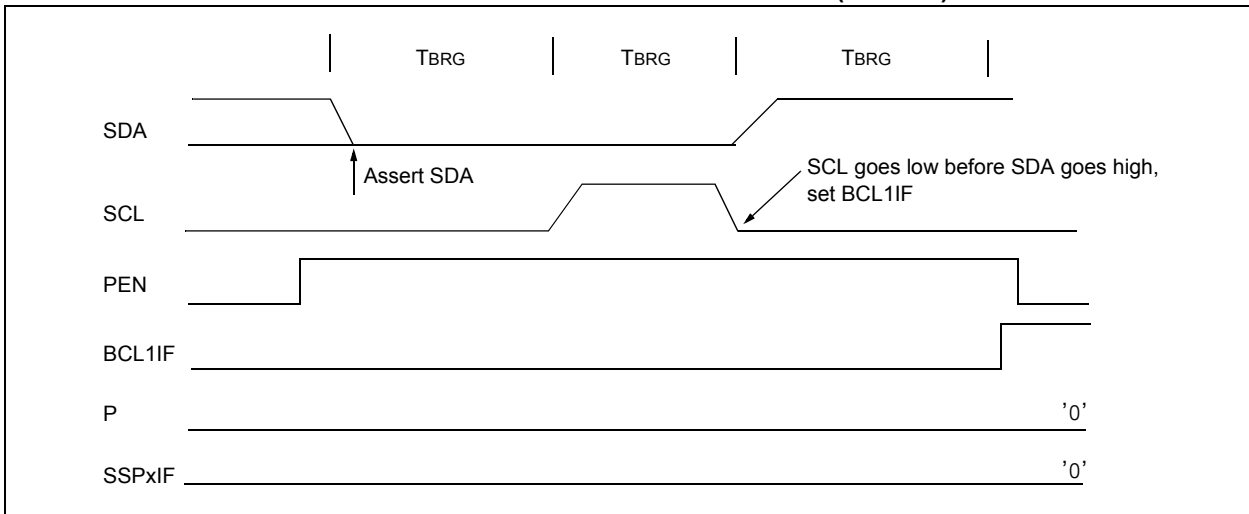 TBRG TBRG TBRG
SDA
Assert SDA
SCL goes low before SDA goes high,
set BCL1IF
SCL
PEN
BCL1IF
P '0'
SSPxIF '0'